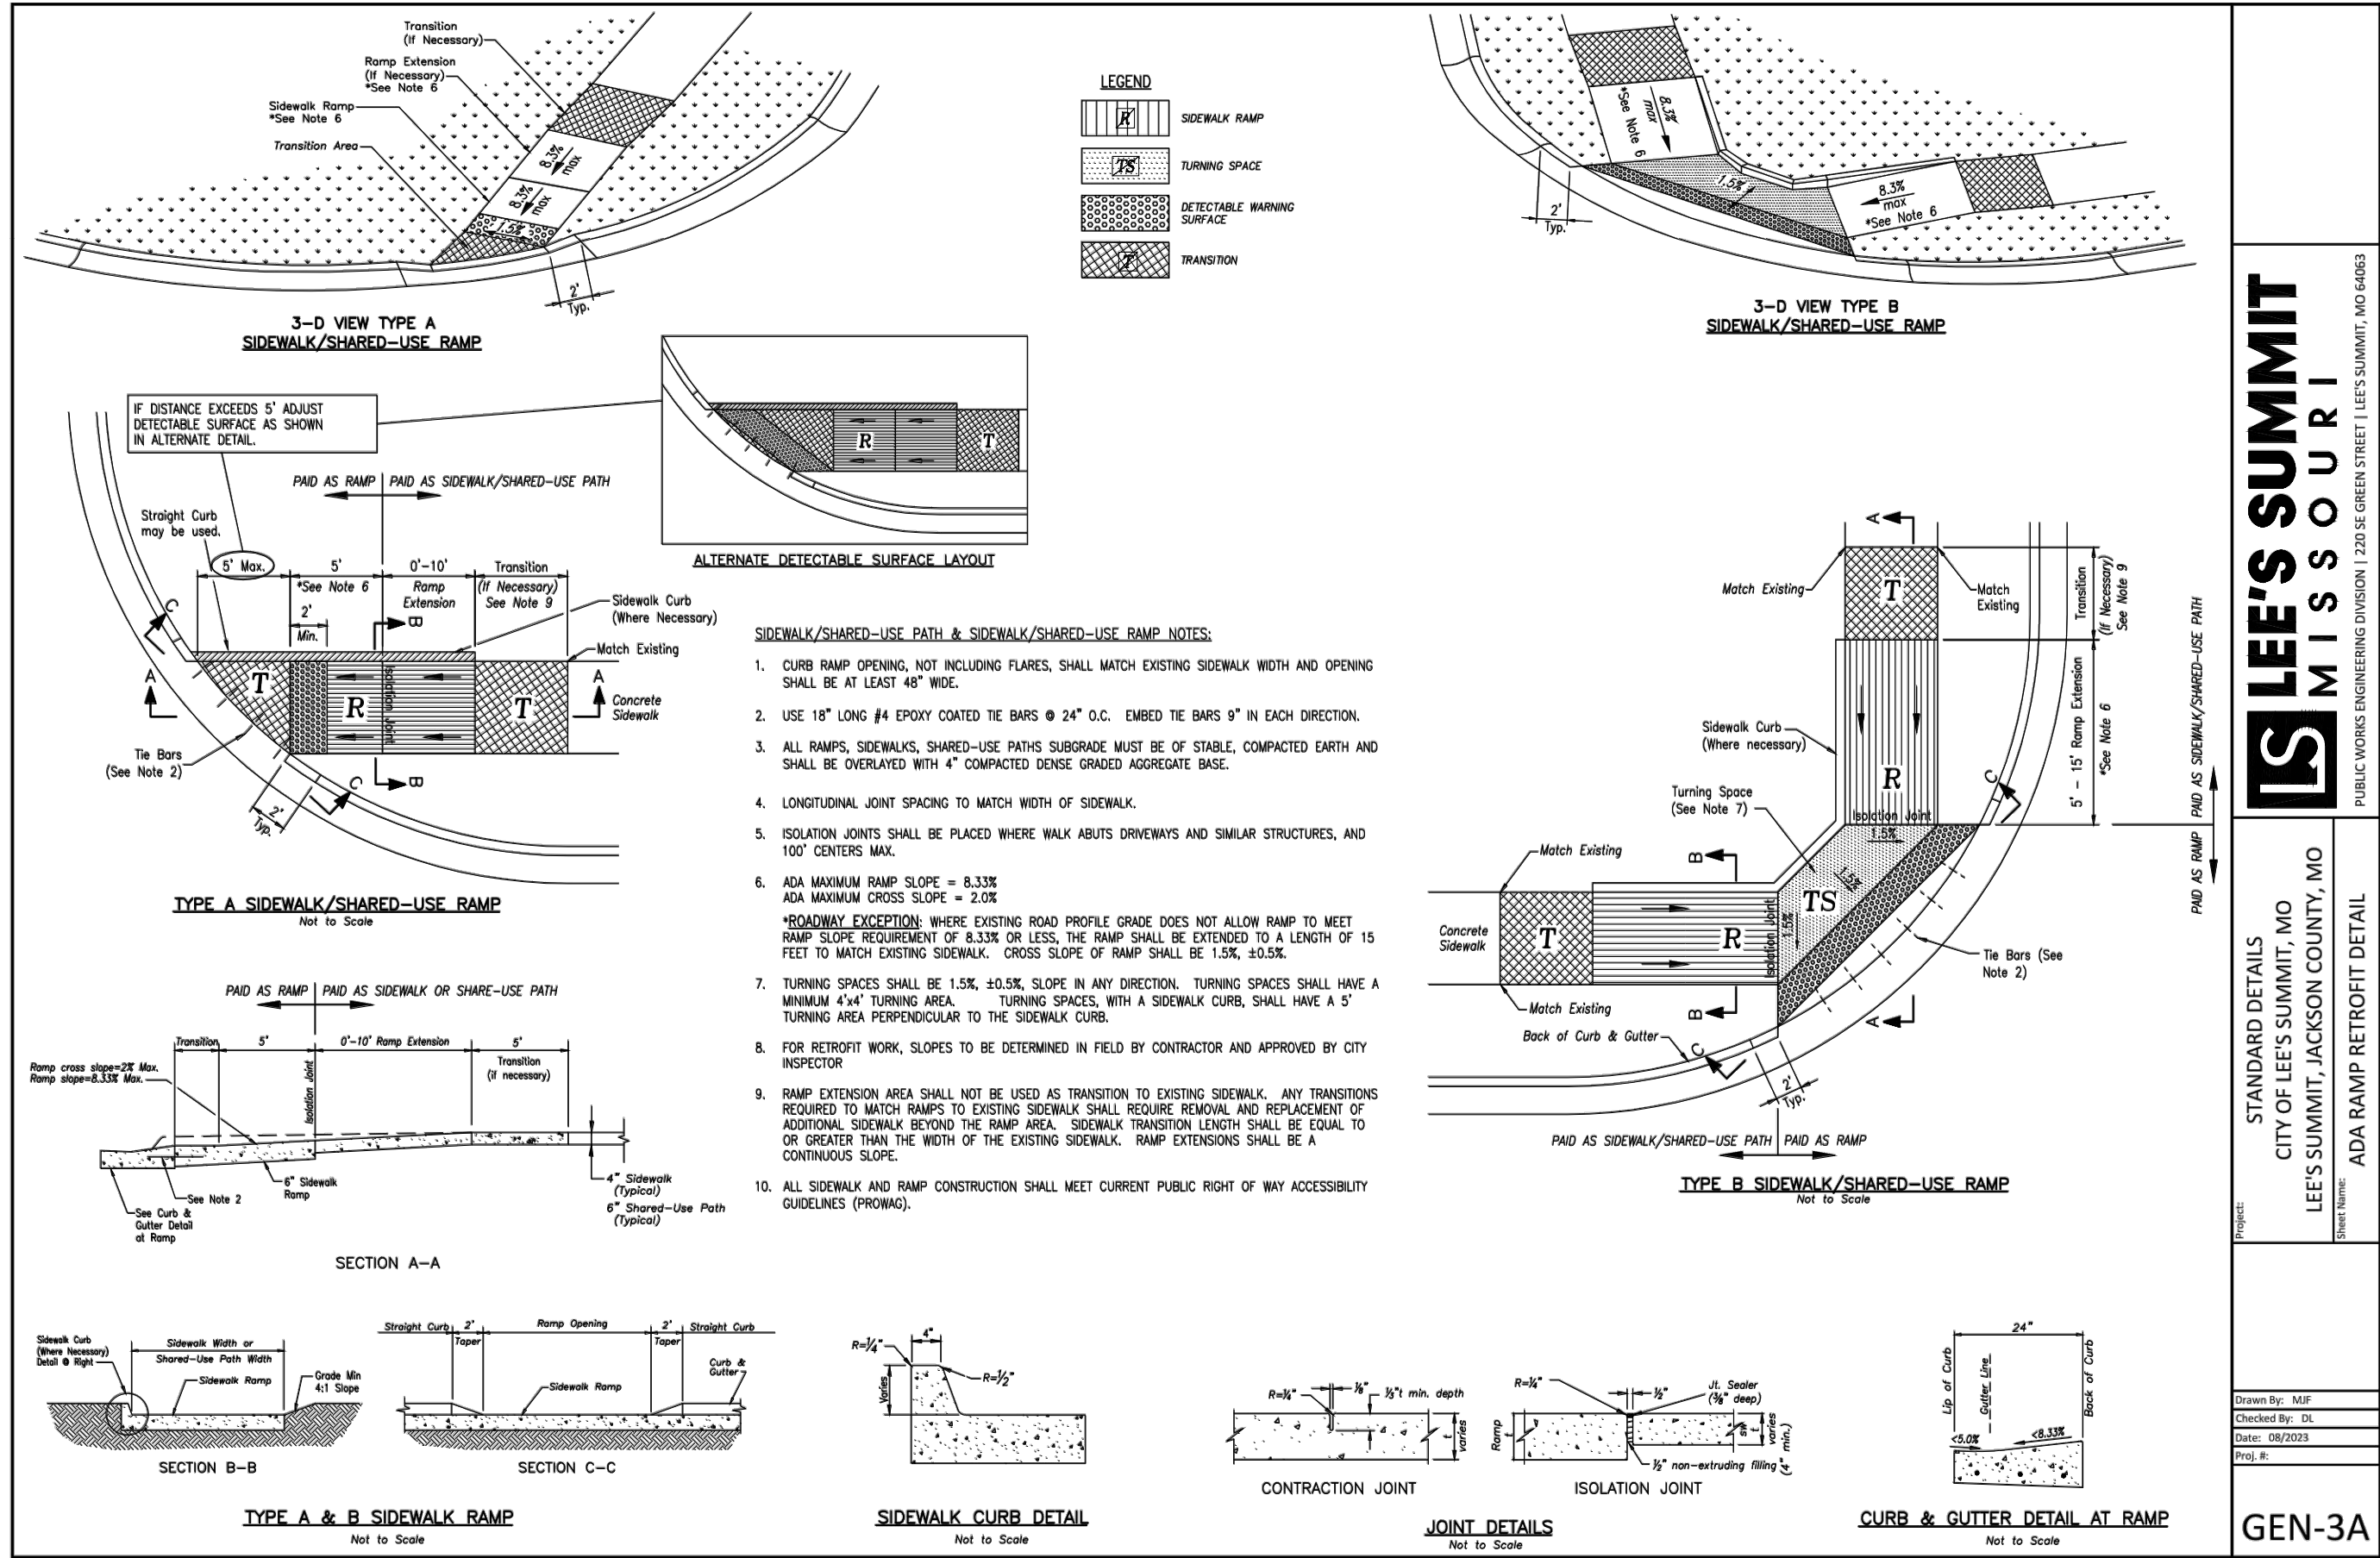 Transition
(If Necessary)
Ramp Extension
(If Necessary)
*See Note 6
Sidewalk Ramp
*See Note 6
Transition Area
8.3%
max
8.3%
max
1.5%
2'
Typ.
3-D VIEW TYPE A
SIDEWALK/SHARED-USE RAMP
LEGEND
R
SIDEWALK RAMP
TS
TURNING SPACE
DETECTABLE WARNING
SURFACE
T
TRANSITION
*See Note 6
8.3%
max
1.5%
8.3%
max
*See Note 6
2'
Typ.
3-D VIEW TYPE B
SIDEWALK/SHARED-USE RAMP
IF DISTANCE EXCEEDS 5' ADJUST
DETECTABLE SURFACE AS SHOWN
IN ALTERNATE DETAIL.
R
T
ALTERNATE DETECTABLE SURFACE LAYOUT
PAID AS RAMP
PAID AS SIDEWALK/SHARED-USE PATH
Straight Curb
may be used.
5' Max.
5'
*See Note 6
2'
Min.
0'-10'
Ramp
Extension
Transition
(If Necessary)
See Note 9
Sidewalk Curb
(Where Necessary)
Match Existing
Concrete
Sidewalk
C
B
A
A
T
R
Isolation Joint
T
Tie Bars
(See Note 2)
C
B
2'
Typ.
TYPE A SIDEWALK/SHARED-USE RAMP
Not to Scale
PAID AS RAMP
PAID AS SIDEWALK OR SHARE-USE PATH
Transition
5'
0'-10' Ramp Extension
5'
Transition
(if necessary)
Ramp cross slope=2% Max.
Ramp slope=8.33% Max.
Isolation Joint
6" Sidewalk
Ramp
See Note 2
See Curb &
Gutter Detail
at Ramp
4" Sidewalk
(Typical)
6" Shared-Use Path
(Typical)
SECTION A-A
SIDEWALK/SHARED-USE PATH & SIDEWALK/SHARED-USE RAMP NOTES:
1. CURB RAMP OPENING, NOT INCLUDING FLARES, SHALL MATCH EXISTING SIDEWALK WIDTH AND OPENING
SHALL BE AT LEAST 48" WIDE.
2. USE 18" LONG #4 EPOXY COATED TIE BARS @ 24" O.C. EMBED TIE BARS 9" IN EACH DIRECTION.
3. ALL RAMPS, SIDEWALKS, SHARED-USE PATHS SUBGRADE MUST BE OF STABLE, COMPACTED EARTH AND
SHALL BE OVERLAYED WITH 4" COMPACTED DENSE GRADED AGGREGATE BASE.
4. LONGITUDINAL JOINT SPACING TO MATCH WIDTH OF SIDEWALK.
5. ISOLATION JOINTS SHALL BE PLACED WHERE WALK ABUTS DRIVEWAYS AND SIMILAR STRUCTURES, AND
100' CENTERS MAX.
6. ADA MAXIMUM RAMP SLOPE = 8.33%
ADA MAXIMUM CROSS SLOPE = 2.0%
*ROADWAY EXCEPTION: WHERE EXISTING ROAD PROFILE GRADE DOES NOT ALLOW RAMP TO MEET
RAMP SLOPE REQUIREMENT OF 8.33% OR LESS, THE RAMP SHALL BE EXTENDED TO A LENGTH OF 15
FEET TO MATCH EXISTING SIDEWALK. CROSS SLOPE OF RAMP SHALL BE 1.5%, ±0.5%.
7. TURNING SPACES SHALL BE 1.5%, ±0.5%, SLOPE IN ANY DIRECTION. TURNING SPACES SHALL HAVE A
MINIMUM 4'x4' TURNING AREA. TURNING SPACES, WITH A SIDEWALK CURB, SHALL HAVE A 5'
TURNING AREA PERPENDICULAR TO THE SIDEWALK CURB.
8. FOR RETROFIT WORK, SLOPES TO BE DETERMINED IN FIELD BY CONTRACTOR AND APPROVED BY CITY
INSPECTOR
9. RAMP EXTENSION AREA SHALL NOT BE USED AS TRANSITION TO EXISTING SIDEWALK. ANY TRANSITIONS
REQUIRED TO MATCH RAMPS TO EXISTING SIDEWALK SHALL REQUIRE REMOVAL AND REPLACEMENT OF
ADDITIONAL SIDEWALK BEYOND THE RAMP AREA. SIDEWALK TRANSITION LENGTH SHALL BE EQUAL TO
OR GREATER THAN THE WIDTH OF THE EXISTING SIDEWALK. RAMP EXTENSIONS SHALL BE A
CONTINUOUS SLOPE.
10. ALL SIDEWALK AND RAMP CONSTRUCTION SHALL MEET CURRENT PUBLIC RIGHT OF WAY ACCESSIBILITY
GUIDELINES (PROWAG).
A
Match Existing
T
Match
Existing
Transition
(If Necessary)
See Note 9
Sidewalk Curb
(Where necessary)
R
5' - 15' Ramp Extension
*See Note 6
PAID AS RAMP
PAID AS SIDEWALK/SHARED-USE PATH
Turning Space
(See Note 7)
Isolation Joint
1.5%
C
Match Existing
B
1.5%
TS
1.5%
Isolation Joint
Concrete
Sidewalk
T
R
Tie Bars (See
Note 2)
Match Existing
B
A
Back of Curb & Gutter
C
2'
Typ.
PAID AS SIDEWALK/SHARED-USE PATH
PAID AS RAMP
TYPE B SIDEWALK/SHARED-USE RAMP
Not to Scale
Sidewalk Curb
(Where Necessary)
Detail @ Right
Sidewalk Width or
Shared-Use Path Width
Sidewalk Ramp
Grade Min
4:1 Slope
SECTION B-B
Straight Curb
2'
Taper
Ramp Opening
2'
Taper
Straight Curb
Curb &
Gutter
Sidewalk Ramp
SECTION C-C
TYPE A & B SIDEWALK RAMP
Not to Scale
4"
R=¼"
R=½"
Varies
SIDEWALK CURB DETAIL
Not to Scale
R=¼"
⅛"
⅓"t min. depth
t
varies
CONTRACTION JOINT
R=¼"
½"
Jt. Sealer
(⅜" deep)
Ramp
t
SW
t
varies
(4" min.)
½" non-extruding filling
ISOLATION JOINT
JOINT DETAILS
Not to Scale
24"
Lip of Curb
Gutter Line
Back of Curb
<5.0%
<8.33%
CURB & GUTTER DETAIL AT RAMP
Not to Scale
LS
LEE'S SUMMIT
MISSOURI
PUBLIC WORKS ENGINEERING DIVISION | 220 SE GREEN STREET | LEE'S SUMMIT, MO 64063
Project:
STANDARD DETAILS
CITY OF LEE'S SUMMIT, MO
LEE'S SUMMIT, JACKSON COUNTY, MO
Sheet Name:
ADA RAMP RETROFIT DETAIL
Drawn By: MJF
Checked By: DL
Date: 08/2023
Proj. #:
GEN-3A